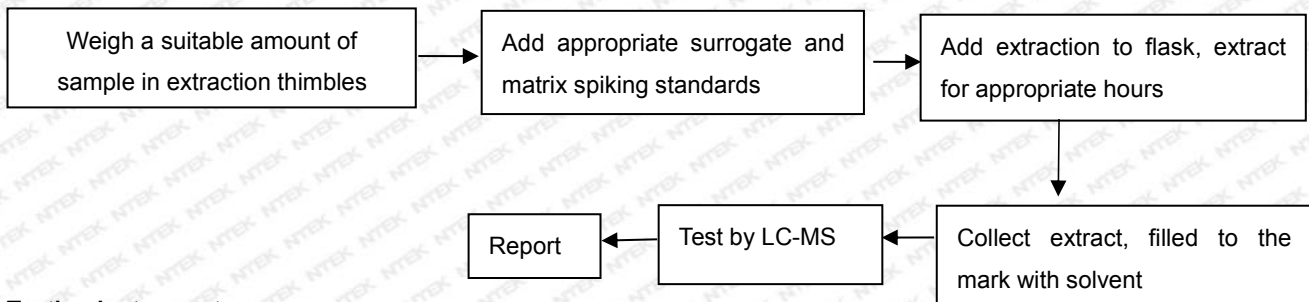 Weigh a suitable amount of
sample in extraction thimbles
Add appropriate surrogate and
matrix spiking standards
Add extraction to flask, extract
for appropriate hours
Collect extract, filled to the
mark with solvent
Test by LC-MS
Report